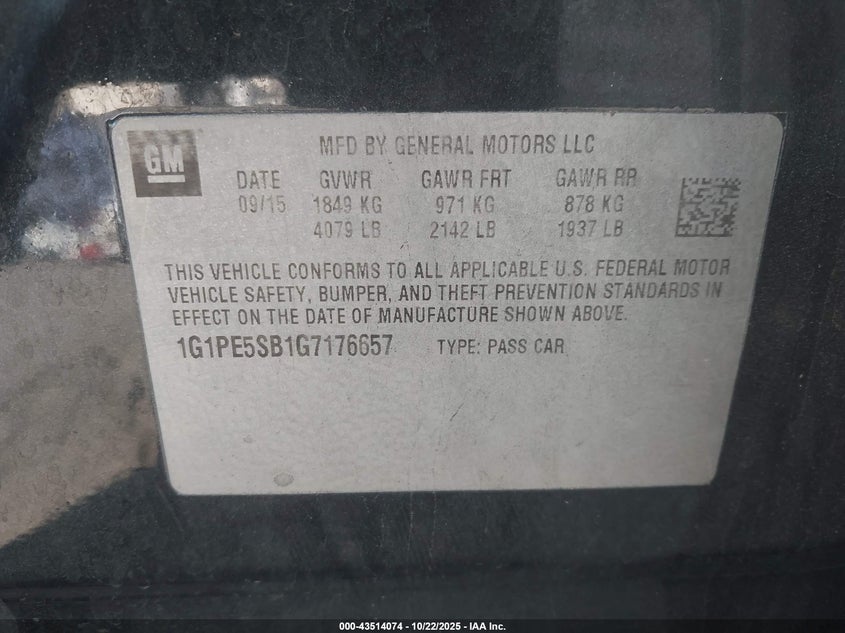 GM
MFD BY GENERAL MOTORS LLC
DATE GVWR GAWR FRT GAWR RR
09/15 1849 KG 971 KG 878 KG
4079 LB 2142 LB 1937 LB
THIS VEHICLE CONFORMS TO ALL APPLICABLE U.S. FEDERAL MOTOR
VEHICLE SAFETY, BUMPER, AND THEFT PREVENTION STANDARDS IN
EFFECT ON THE DATE OF MANUFACTURE SHOWN ABOVE.
1G1PE5SB1G7176657 TYPE: PASS CAR
000-43514074 - 10/22/2025 - IAA Inc.